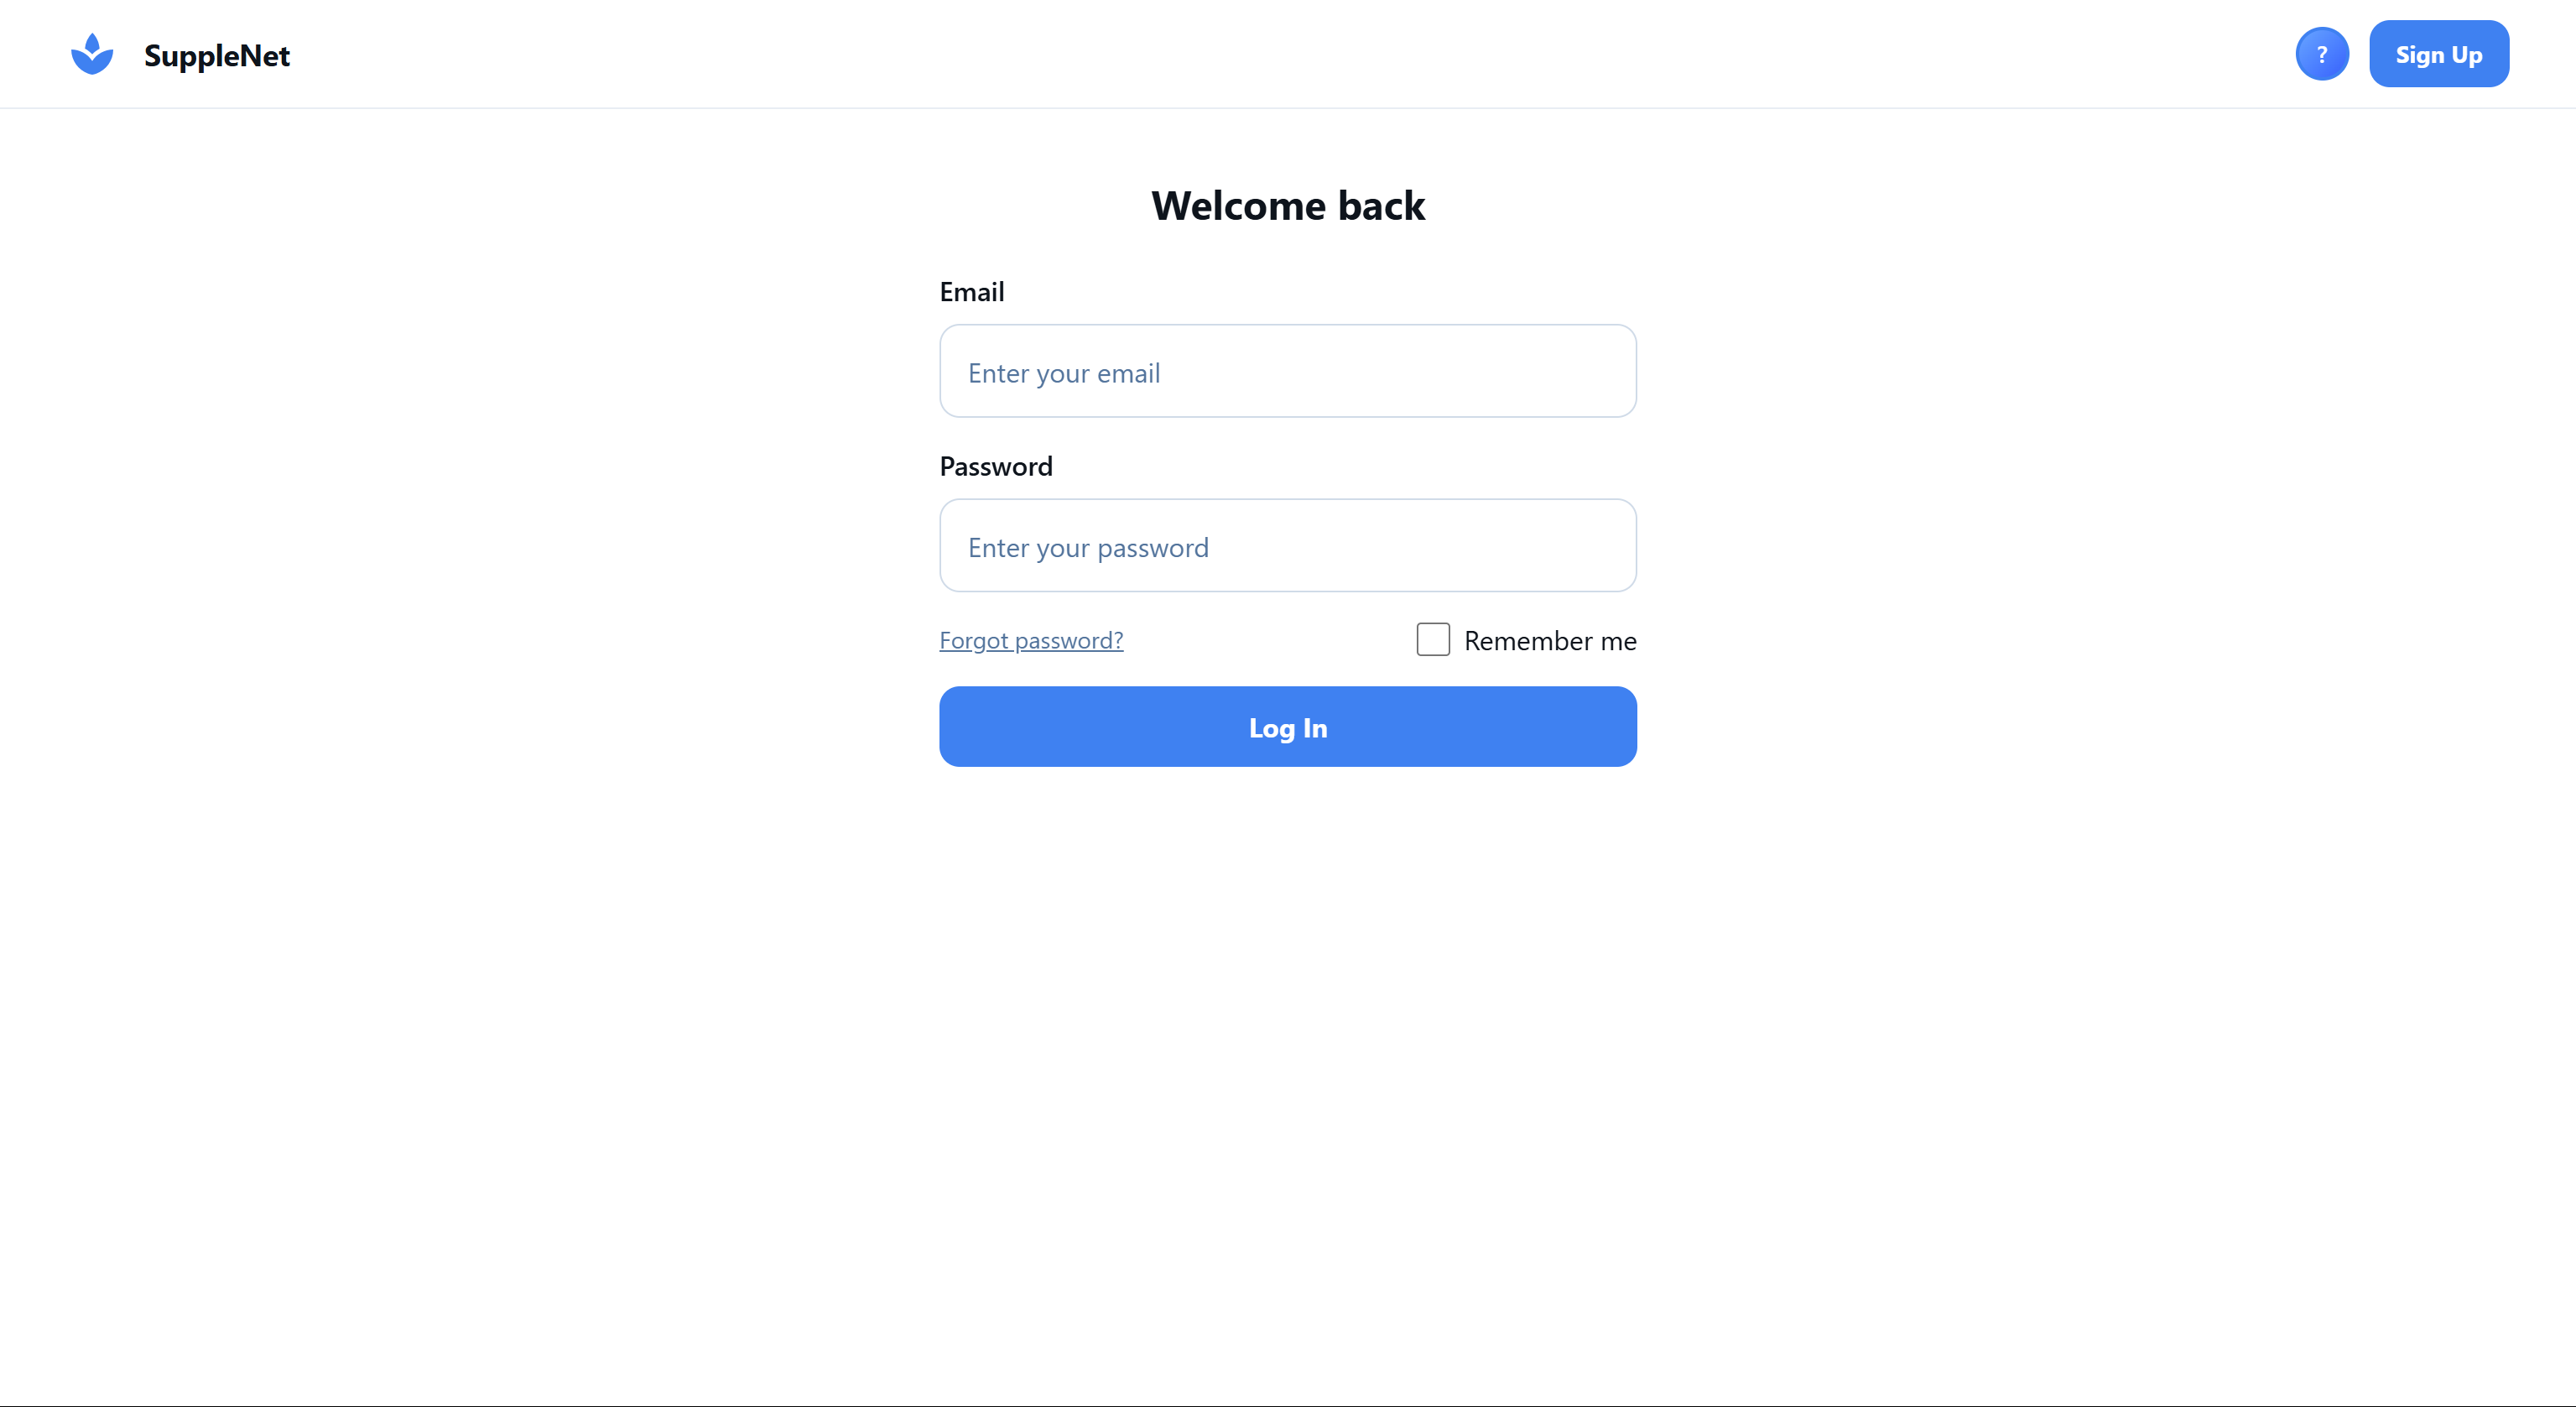 SuppleNet
?
Sign Up
Welcome back
Email
Enter your email
Password
Enter your password
Forgot password?
Remember me
Log In